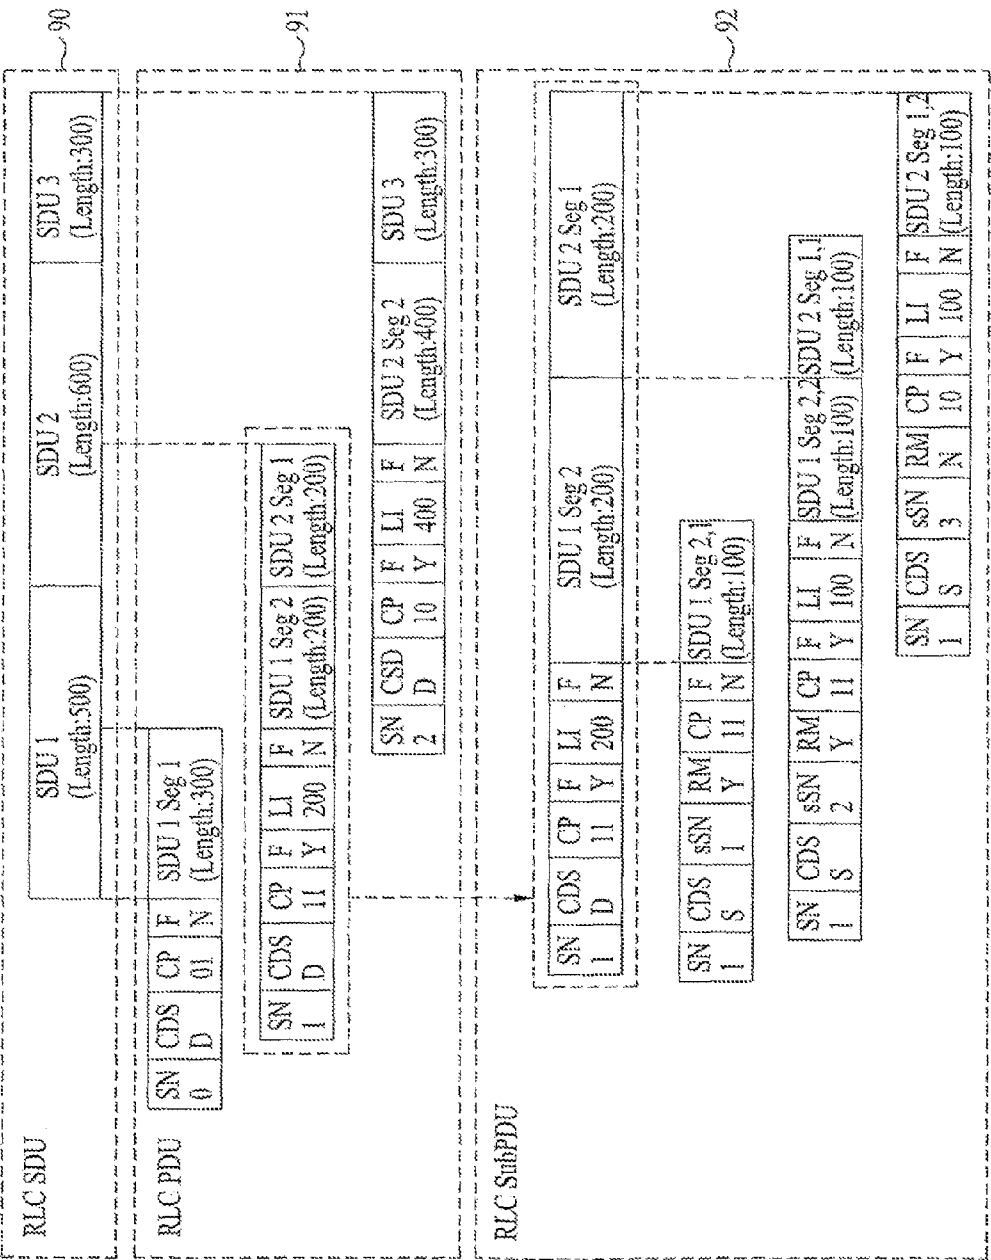 RLC SDU
SDU 1
(Length:500)
SDU 2
(Length:600)
SDU 3
(Length:300)
90
RLC PDU
SN CDS CP F SDU 1 Seg 1
0 D 01 N (Length:300)
SN CDS CP F LI F SDU 1 Seg 2 SDU 2 Seg 1
1 D 11 Y 200 N (Length:200) (Length:200)
SN CSD CP F LI F SDU 2 Seg 2 SDU 3
2 D 10 Y 400 N (Length:400) (Length:300)
91
RLC SubPDU
SN CDS CP F LI F SDU 1 Seg 2 SDU 2 Seg 1
1 D 11 Y 200 N (Length:200) (Length:200)
SN CDS sSN RM CP F SDU 1 Seg 2,1
1 S 1 Y 11 N (Length:100)
SN CDS sSN RM CP F LI F SDU 1 Seg 2,2 SDU 2 Seg 1,1
1 S 2 Y 11 Y 100 N (Length:100) (Length:100)
SN CDS sSN RM CP F LI F SDU 2 Seg 1,2
1 S 3 N 10 Y 100 N (Length:100)
92